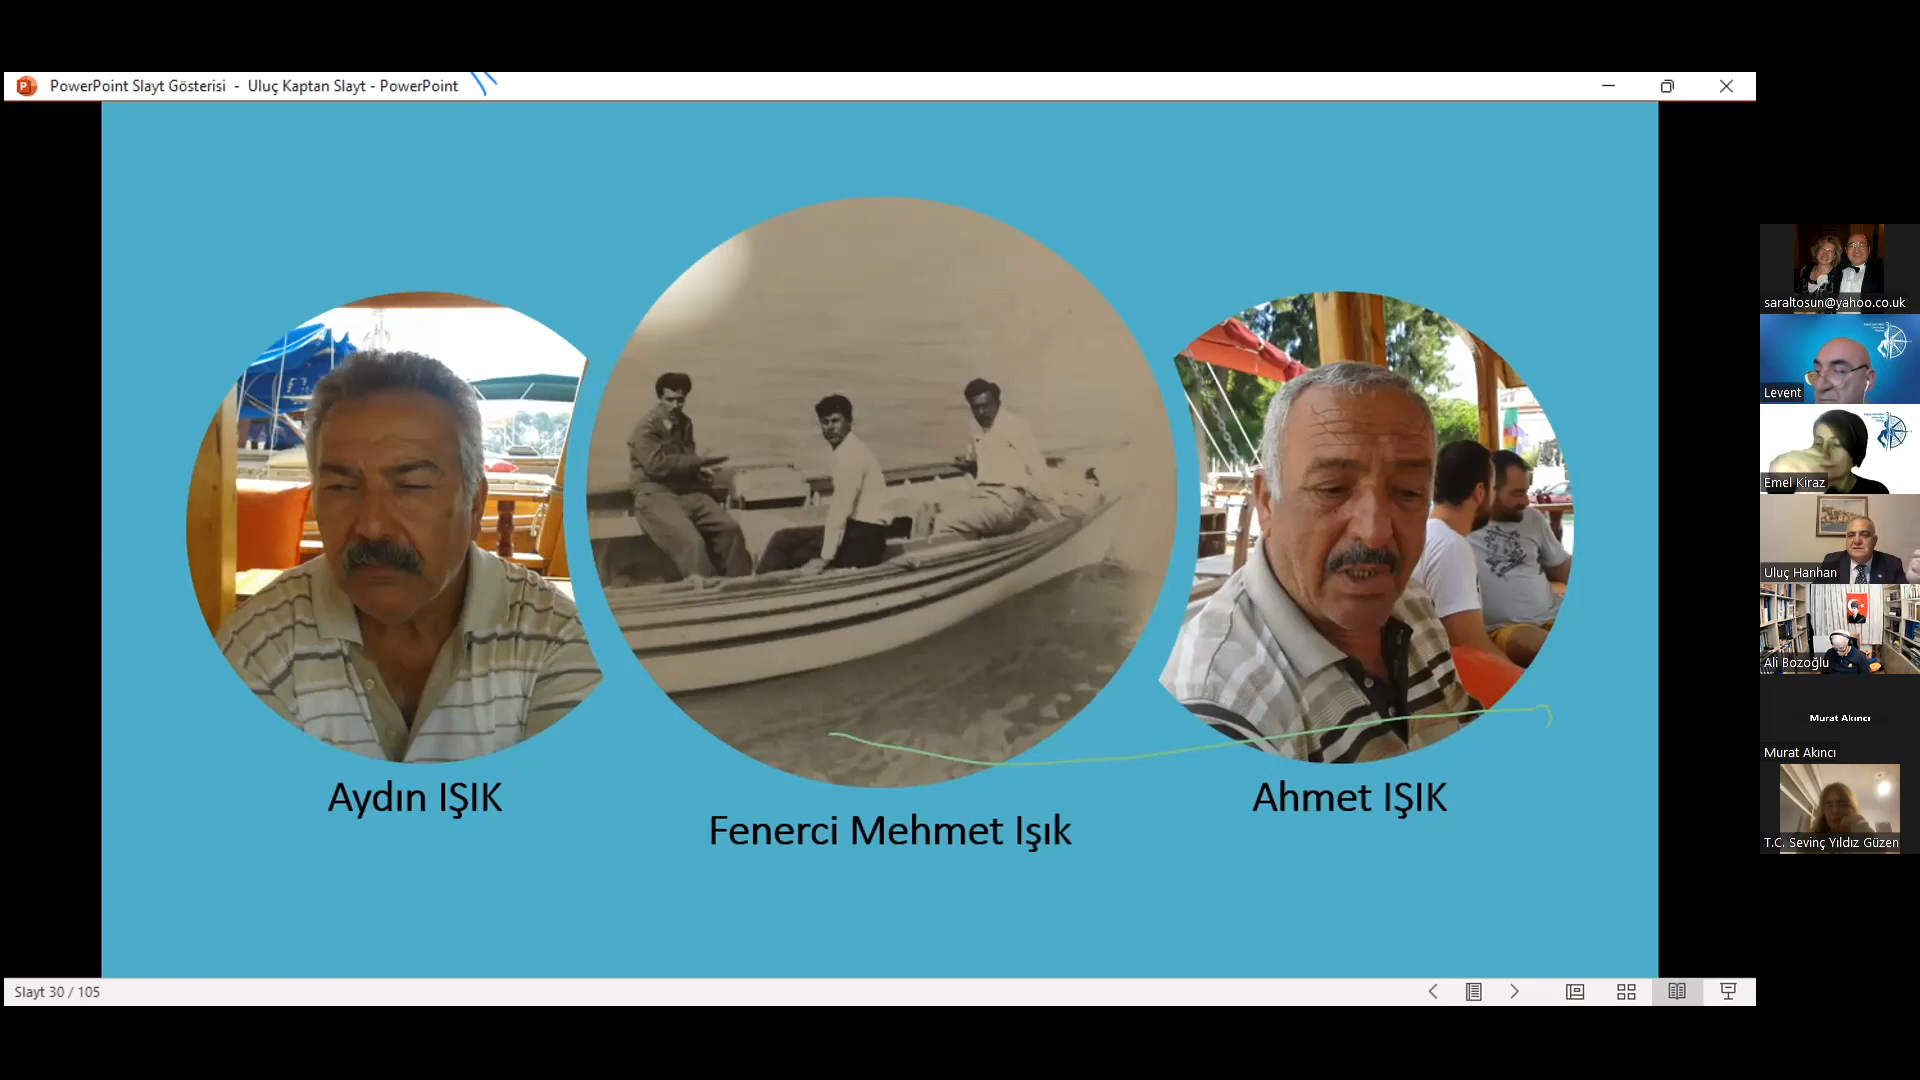 PowerPoint Slayt Gösterisi - Uluç Kaptan Slayt - PowerPoint
Aydın IŞIK
Fenerci Mehmet Işık
Ahmet IŞIK
Slayt 30 / 105
saraltosun@yahoo.co.uk
Levent
Emel Kiraz
Uluç Hanhan
Ali Bozoğlu
Murat Akıncı
Murat Akıncı
T.C. Sevinç Yıldız Güzen